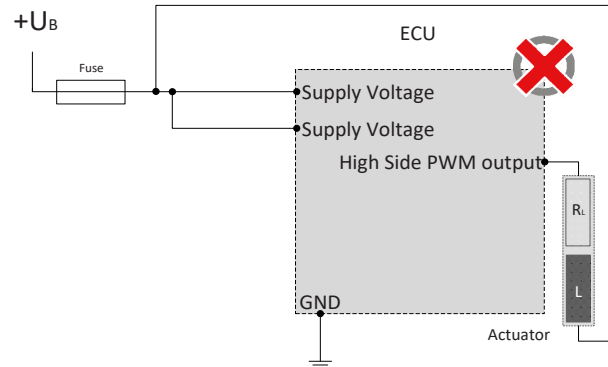 +UB
ECU
Fuse
Supply Voltage
Supply Voltage
High Side PWM output
RL
L
GND
Actuator